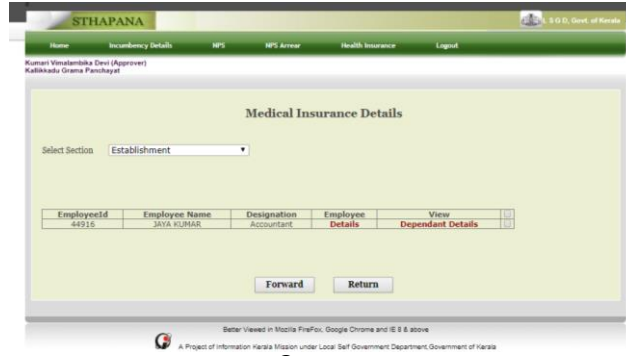 STHAPANA
L S G D, Govt. of Kerala
Home Incumbency Details NPS NPS Arrear Health Insurance Logout
Kumari Vimalambika Devi (Approver)
Kallikkadu Grama Panchayat
Medical Insurance Details
Select Section Establishment
EmployeeId Employee Name Designation Employee View
44916 JAYA KUMAR Accountant Details Dependant Details
Forward Return
Better Viewed in Mozilla FireFox, Google Chrome and IE 8 & above
A Project of Information Kerala Mission under Local Self Government Department,Government of Kerala